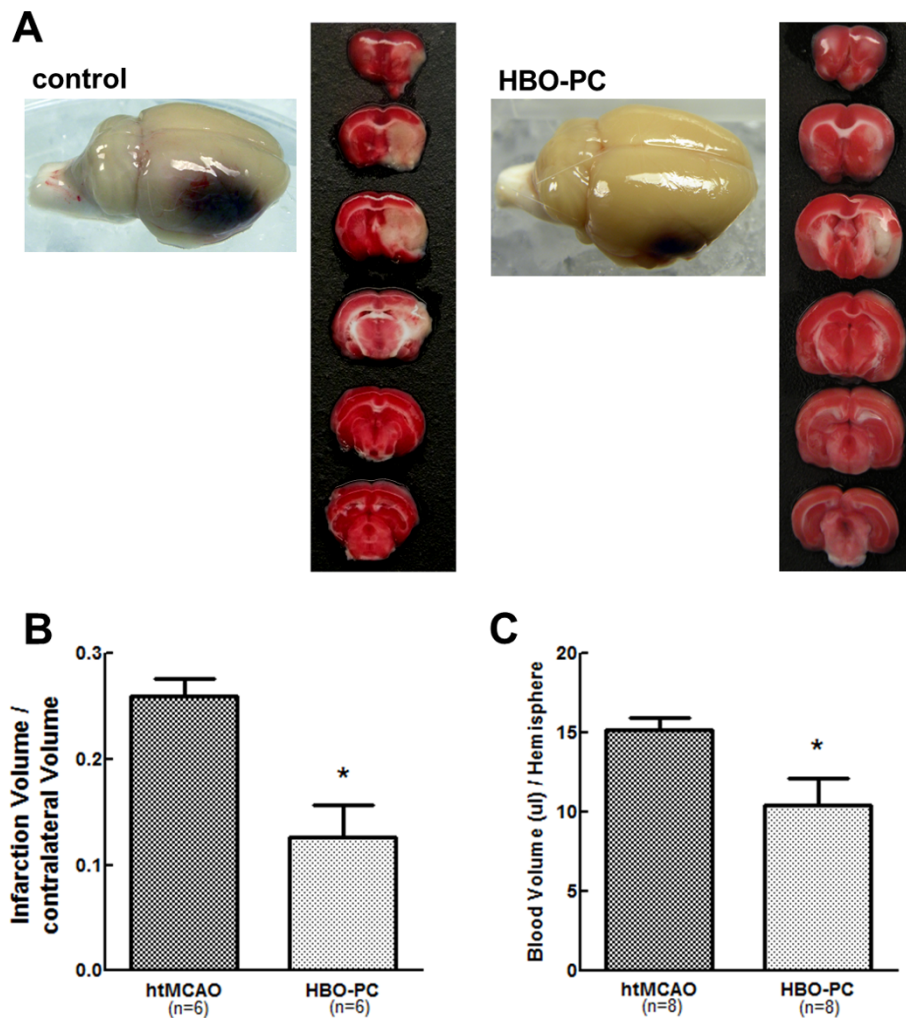 A
control
HBO-PC
B
Infarction Volume /
contralateral Volume
0.3
0.2
0.1
0.0
*
htMCAO
(n=6)
HBO-PC
(n=6)
C
Blood Volume (ul) / Hemisphere
20
15
10
5
0
*
htMCAO
(n=8)
HBO-PC
(n=8)